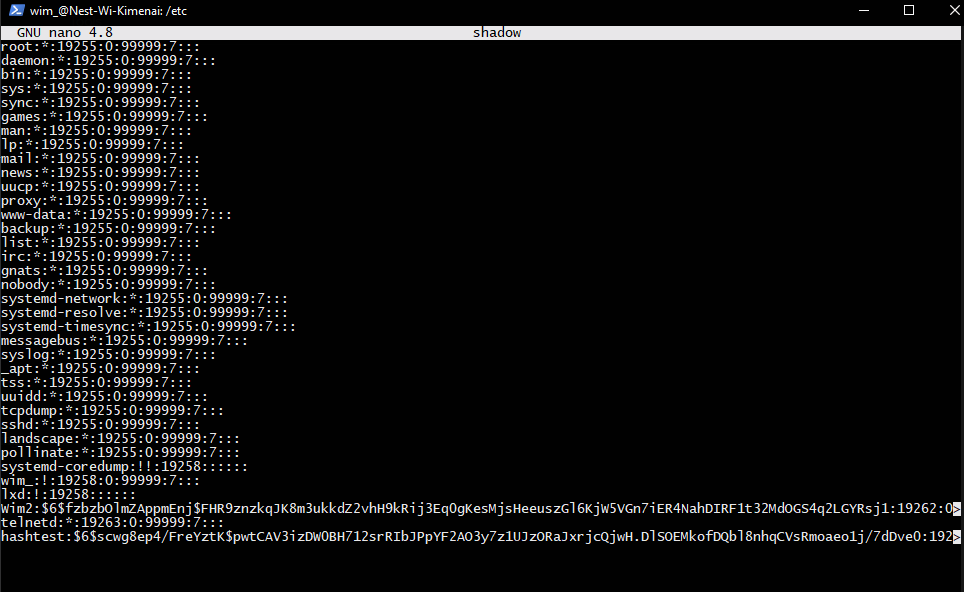 wim_@Nest-Wi-Kimenai: /etc
GNU nano 4.8 shadow
root:*:19255:0:99999:7:::
daemon:*:19255:0:99999:7:::
bin:*:19255:0:99999:7:::
sys:*:19255:0:99999:7:::
sync:*:19255:0:99999:7:::
games:*:19255:0:99999:7:::
man:*:19255:0:99999:7:::
lp:*:19255:0:99999:7:::
mail:*:19255:0:99999:7:::
news:*:19255:0:99999:7:::
uucp:*:19255:0:99999:7:::
proxy:*:19255:0:99999:7:::
www-data:*:19255:0:99999:7:::
backup:*:19255:0:99999:7:::
list:*:19255:0:99999:7:::
irc:*:19255:0:99999:7:::
gnats:*:19255:0:99999:7:::
nobody:*:19255:0:99999:7:::
systemd-network:*:19255:0:99999:7:::
systemd-resolve:*:19255:0:99999:7:::
systemd-timesync:*:19255:0:99999:7:::
messagebus:*:19255:0:99999:7:::
syslog:*:19255:0:99999:7:::
_apt:*:19255:0:99999:7:::
tss:*:19255:0:99999:7:::
uuidd:*:19255:0:99999:7:::
tcpdump:*:19255:0:99999:7:::
sshd:*:19255:0:99999:7:::
landscape:*:19255:0:99999:7:::
pollinate:*:19255:0:99999:7:::
systemd-coredump:!!:19258::::::
wim_:!:19258:0:99999:7:::
lxd:!:19258::::::
Wim2:$6$fzbzbOlmZAppmEnj$FHR9znzkqJK8m3ukkdZ2vhH9kRij3EqOgKesMjsHeeuszGl6KjW5VGn7iER4NahDIRF1t32MdOGS4q2LGYRsj1:19262:0>
telnetd:*:19263:0:99999:7:::
hashtest:$6$scwg8ep4/FreYztK$pwtCAV3izDWOBH712srRIbJPpYF2AO3y7z1UJzORaJxrjcQjwH.DlSOEMkofDQbl8nhqCVsRmoaeo1j/7dDve0:192>